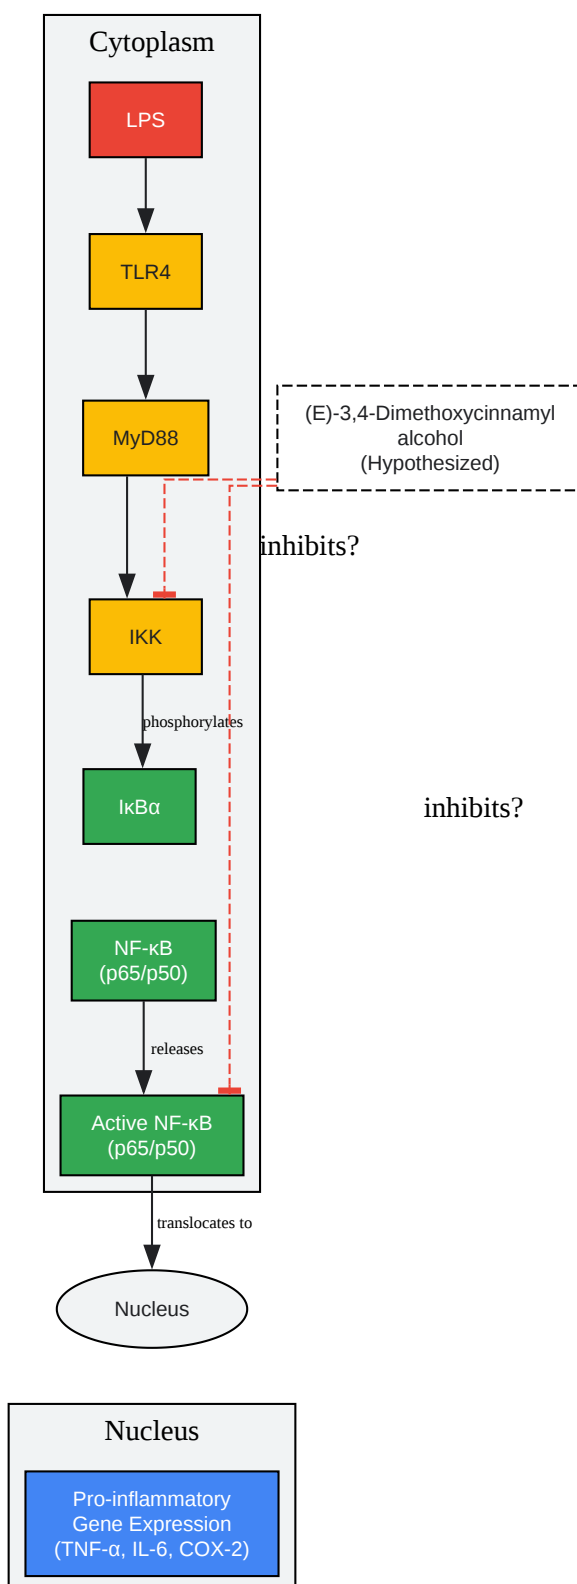 Cytoplasm
LPS
TLR4
MyD88
(E)-3,4-Dimethoxycinnamyl
alcohol
(Hypothesized)
inhibits?
IKK
phosphorylates
IκBα
inhibits?
NF-κB
(p65/p50)
releases
Active NF-κB
(p65/p50)
translocates to
Nucleus
Nucleus
Pro-inflammatory
Gene Expression
(TNF-α, IL-6, COX-2)